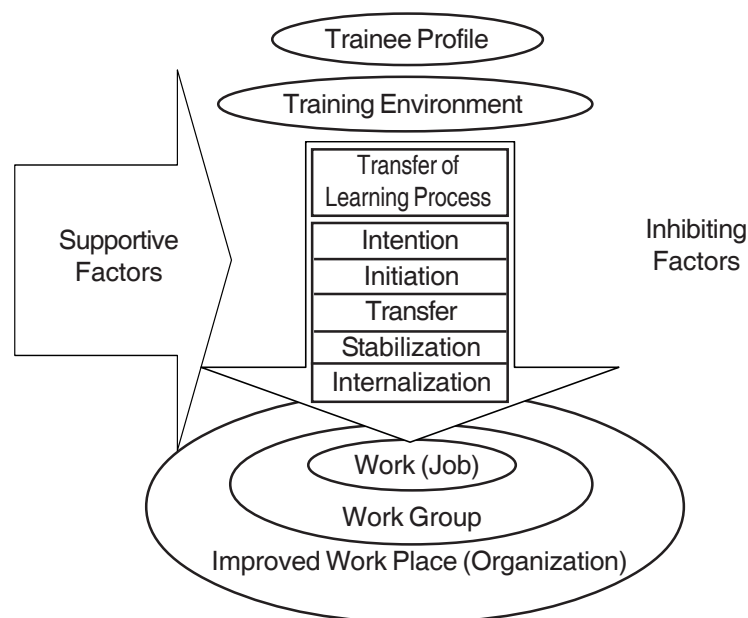 Trainee Profile
Training Environment
Transfer of
Learning Process
Supportive
Factors
Intention
Initiation
Transfer
Stabilization
Internalization
Inhibiting
Factors
Work (Job)
Work Group
Improved Work Place (Organization)